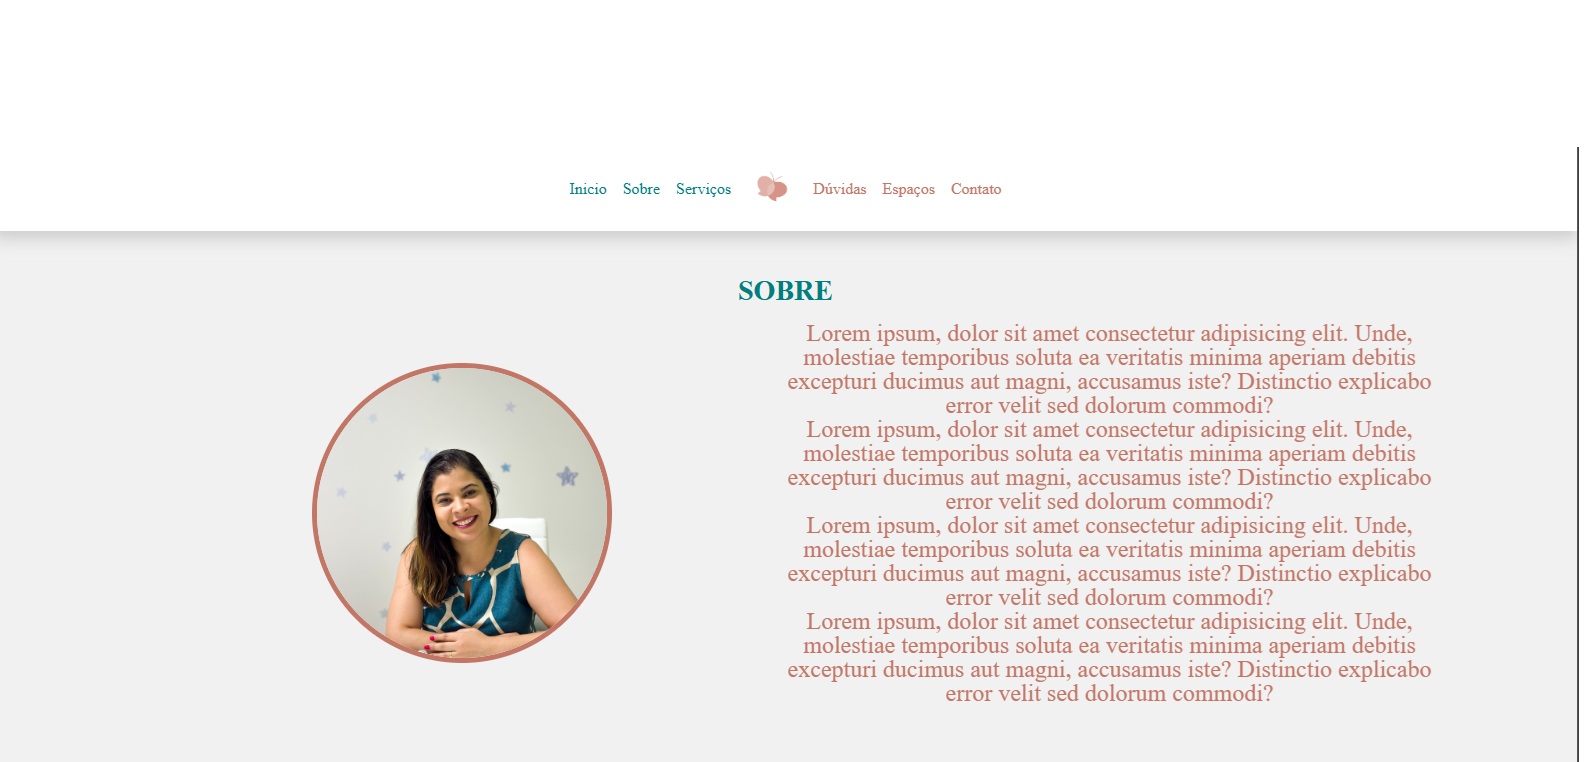 Inicio Sobre Serviços Dúvidas Espaços Contato
SOBRE
Lorem ipsum, dolor sit amet consectetur adipisicing elit. Unde,
molestiae temporibus soluta ea veritatis minima aperiam debitis
excepturi ducimus aut magni, accusamus iste? Distinctio explicabo
error velit sed dolorum commodi?
Lorem ipsum, dolor sit amet consectetur adipisicing elit. Unde,
molestiae temporibus soluta ea veritatis minima aperiam debitis
excepturi ducimus aut magni, accusamus iste? Distinctio explicabo
error velit sed dolorum commodi?
Lorem ipsum, dolor sit amet consectetur adipisicing elit. Unde,
molestiae temporibus soluta ea veritatis minima aperiam debitis
excepturi ducimus aut magni, accusamus iste? Distinctio explicabo
error velit sed dolorum commodi?
Lorem ipsum, dolor sit amet consectetur adipisicing elit. Unde,
molestiae temporibus soluta ea veritatis minima aperiam debitis
excepturi ducimus aut magni, accusamus iste? Distinctio explicabo
error velit sed dolorum commodi?